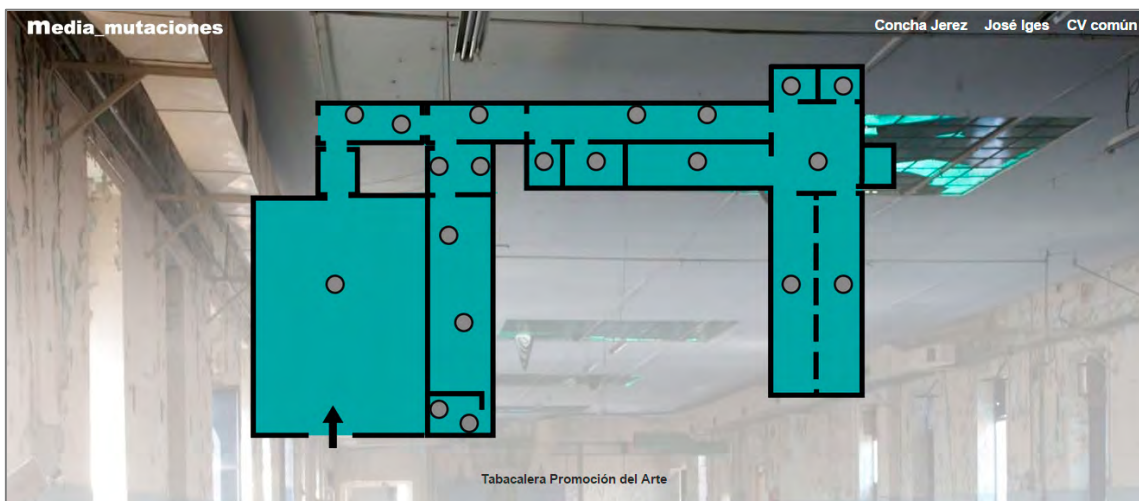 media_mutaciones
Concha Jerez José Iges CV común
Tabacalera Promoción del Arte